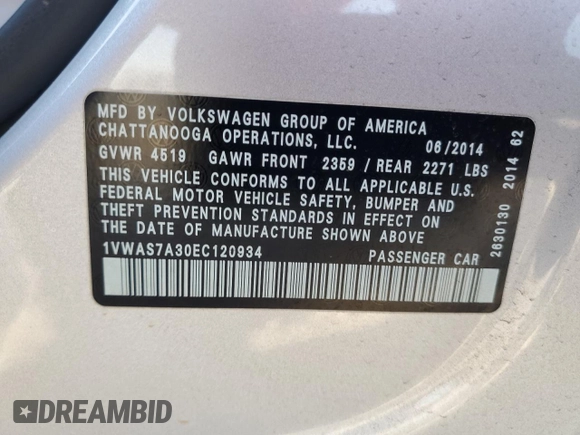 MFD BY VOLKSWAGEN GROUP OF AMERICA
CHATTANOOGA OPERATIONS, LLC. 06/2014
GVWR 4519 GAWR FRONT 2359 / REAR 2271 LBS
THIS VEHICLE CONFORMS TO ALL APPLICABLE U.S.
FEDERAL MOTOR VEHICLE SAFETY, BUMPER AND
THEFT PREVENTION STANDARDS IN EFFECT ON
THE DATE OF MANUFACTURE SHOWN ABOVE
1VWAS7A30EC120934 PASSENGER CAR
2630130 2014 62
DREAMBID